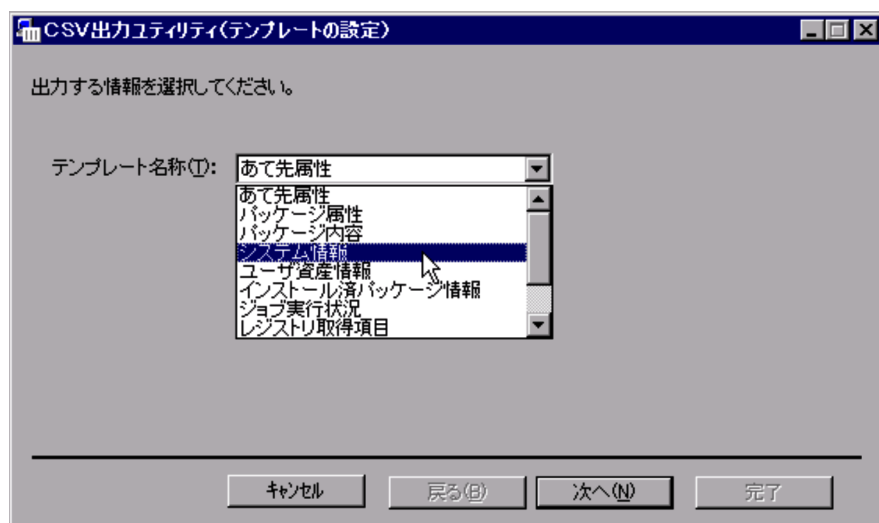 CSV出力ユティリティ(テンプレートの設定)
出力する情報を選択してください。
テンプレート名称(T): あて先属性
あて先属性
パッケージ属性
パッケージ内容
システム情報
ユーザ資産情報
インストール済パッケージ情報
ジョブ実行状況
レジストリ取得項目
キャンセル 戻る(B) 次へ(N) 完了